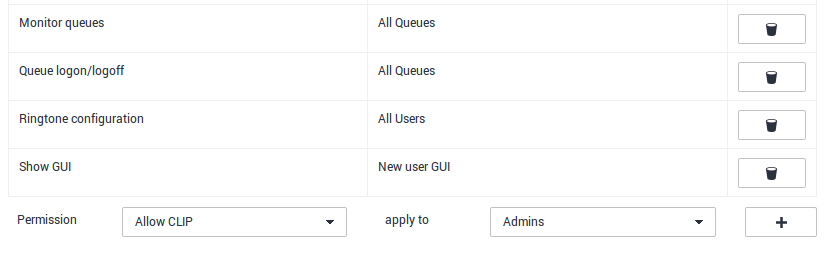 Monitor queues All Queues
Queue logon/logoff All Queues
Ringtone configuration All Users
Show GUI New user GUI
Permission Allow CLIP apply to Admins